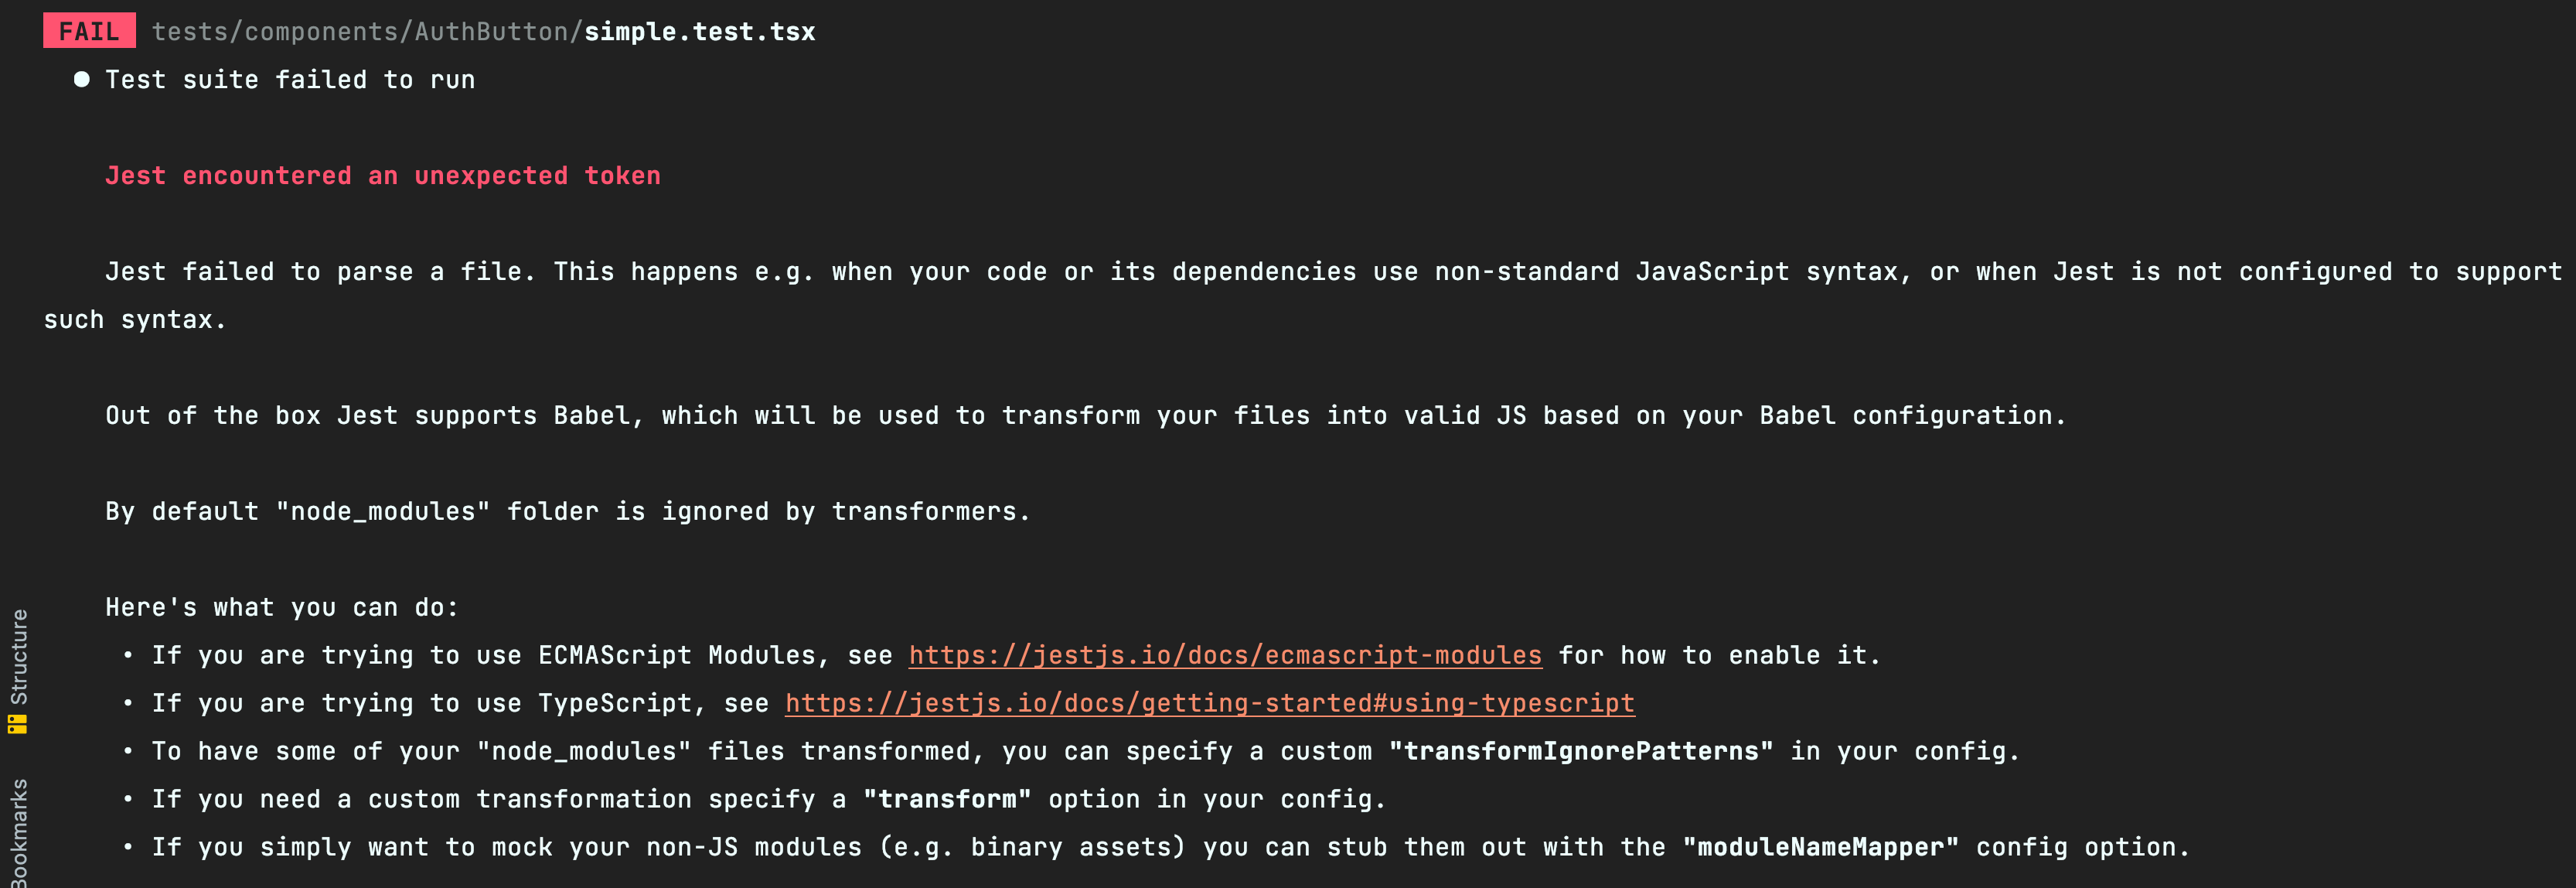 FAIL tests/components/AuthButton/simple.test.tsx
● Test suite failed to run
Jest encountered an unexpected token
Jest failed to parse a file. This happens e.g. when your code or its dependencies use non-standard JavaScript syntax, or when Jest is not configured to support
such syntax.
Out of the box Jest supports Babel, which will be used to transform your files into valid JS based on your Babel configuration.
By default "node_modules" folder is ignored by transformers.
Here's what you can do:
• If you are trying to use ECMAScript Modules, see https://jestjs.io/docs/ecmascript-modules for how to enable it.
• If you are trying to use TypeScript, see https://jestjs.io/docs/getting-started#using-typescript
• To have some of your "node_modules" files transformed, you can specify a custom "transformIgnorePatterns" in your config.
• If you need a custom transformation specify a "transform" option in your config.
• If you simply want to mock your non-JS modules (e.g. binary assets) you can stub them out with the "moduleNameMapper" config option.
Structure
Bookmarks